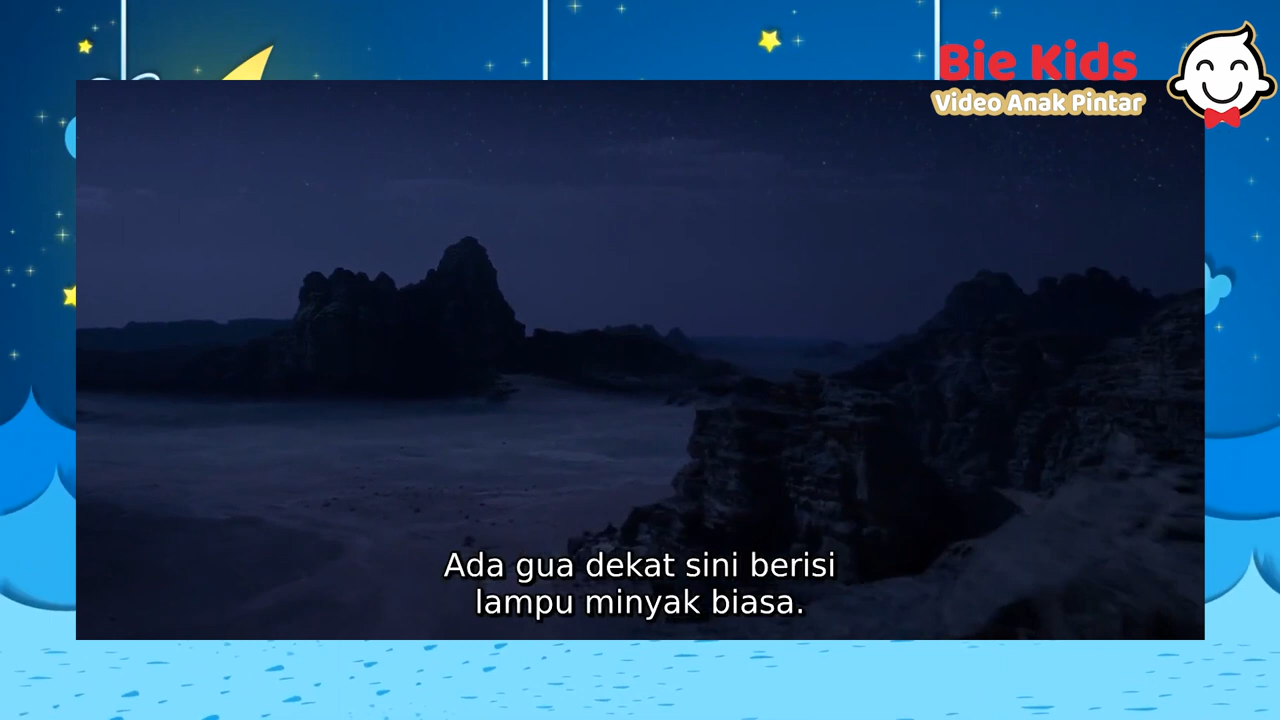 Bie Kids
Video Anak Pintar
Ada gua dekat sini berisi
lampu minyak biasa.